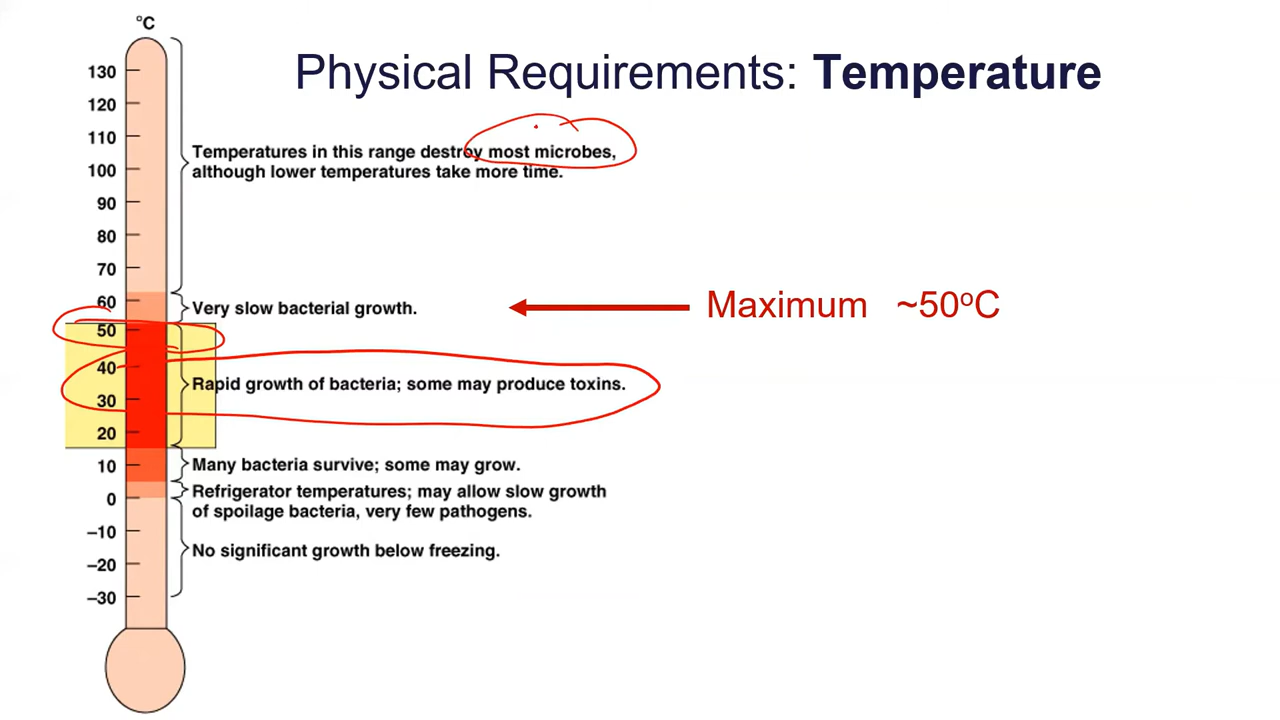 °C
Physical Requirements: Temperature
130
120
110
100
90
80
70
60
50
40
30
20
10
0
–10
–20
–30
Temperatures in this range destroy most microbes,
although lower temperatures take more time.
Very slow bacterial growth.
Maximum ~50ºC
Rapid growth of bacteria; some may produce toxins.
Many bacteria survive; some may grow.
Refrigerator temperatures; may allow slow growth
of spoilage bacteria, very few pathogens.
No significant growth below freezing.